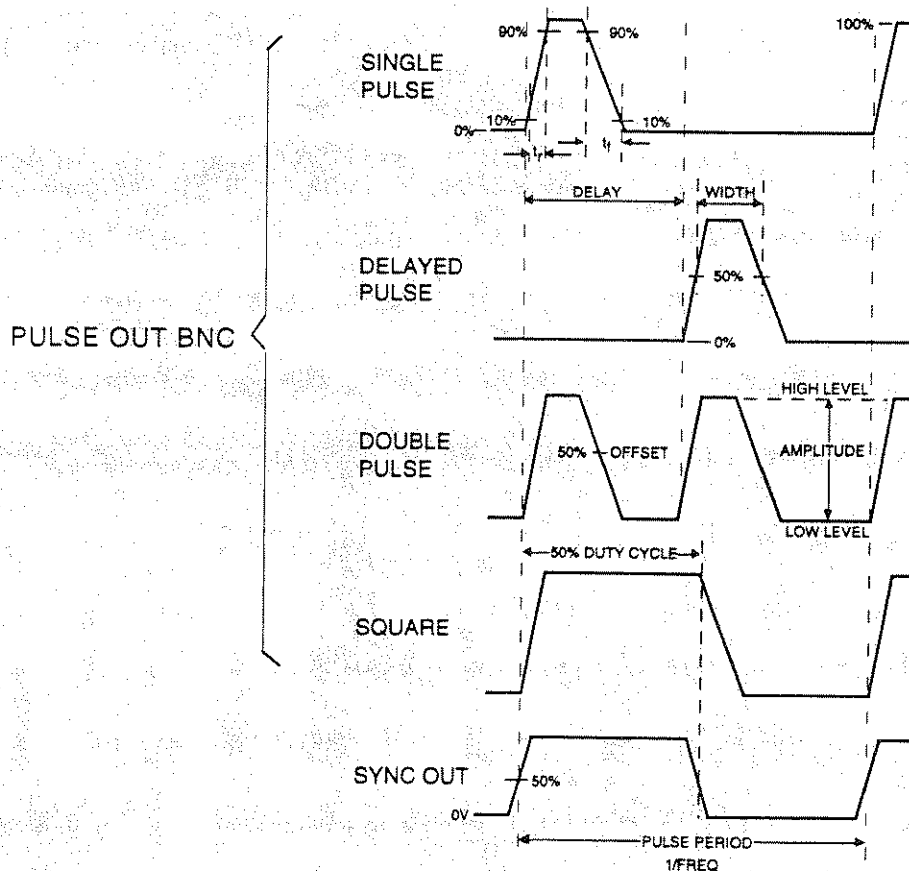 100%
90%
90%
SINGLE
PULSE
10%
10%
0%
tr
tf
DELAY
WIDTH
DELAYED
PULSE
50%
0%
PULSE OUT BNC
HIGH LEVEL
DOUBLE
PULSE
50%
OFFSET
AMPLITUDE
LOW LEVEL
50% DUTY CYCLE
SQUARE
SYNC OUT
50%
0V
PULSE PERIOD
1/FREQ